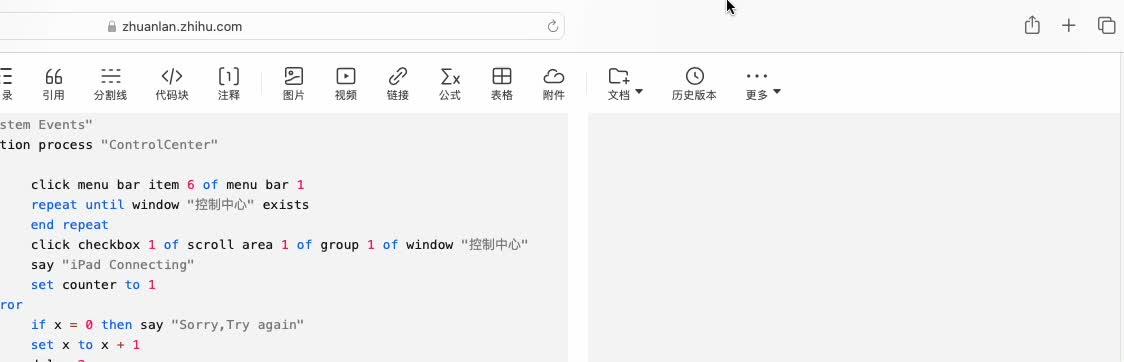 zhuanlan.zhihu.com
录 引用 分割线 代码块 注释 图片 视频 链接 公式 表格 附件 文档 历史版本 更多
stem Events"
tion process "ControlCenter"
click menu bar item 6 of menu bar 1
repeat until window "控制中心" exists
end repeat
click checkbox 1 of scroll area 1 of group 1 of window "控制中心"
say "iPad Connecting"
set counter to 1
ror
if x = 0 then say "Sorry,Try again"
set x to x + 1